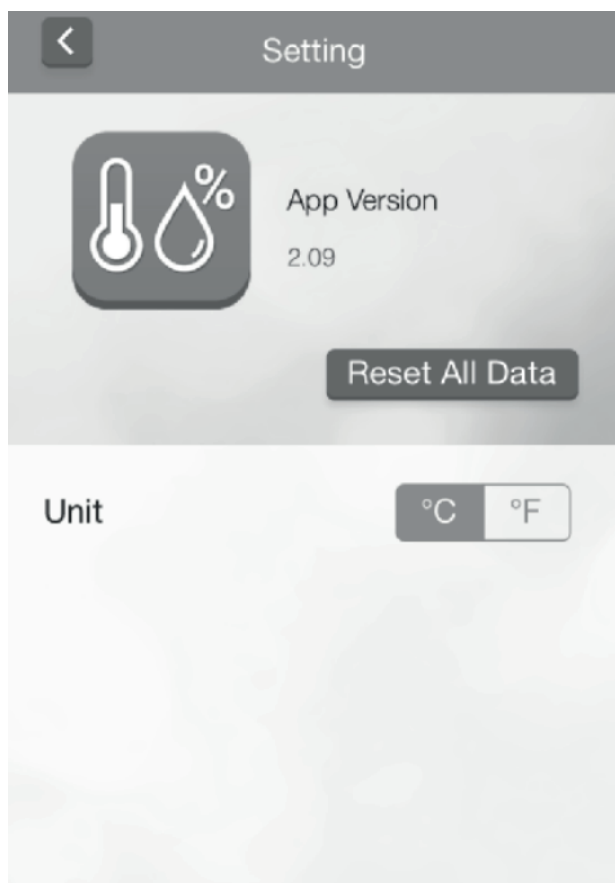 Setting
%
App Version
2.09
Reset All Data
Unit °C °F